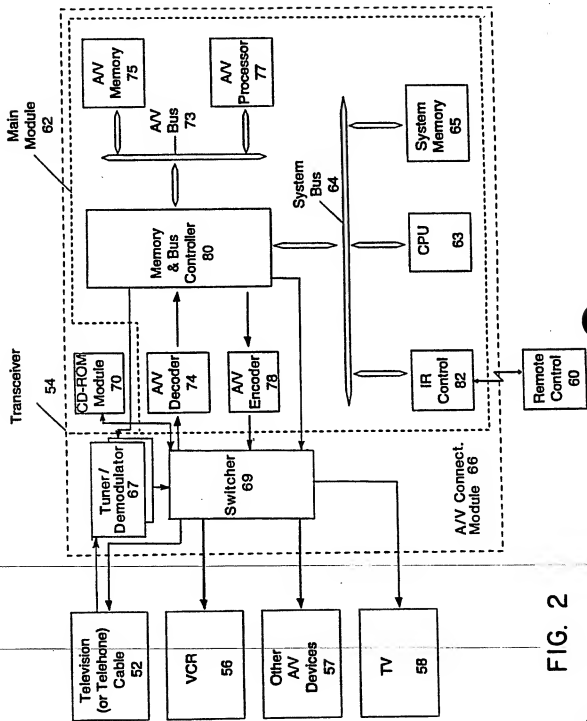 Transceiver
54
Main
Module
62
CD-ROM
Module
70
A/V
Memory
75
A/V
Bus
73
A/V
Processor
77
Television
(or Telehone)
Cable
52
Tuner/
Demodulator
67
A/V
Decoder
74
Memory
& Bus
Controller
80
VCR
56
Switcher
69
A/V
Encoder
78
System
Bus
64
Other
A/V
Devices
57
TV
58
A/V Connect.
Module 66
IR
Control
82
CPU
63
System
Memory
65
Remote
Control
60
FIG. 2